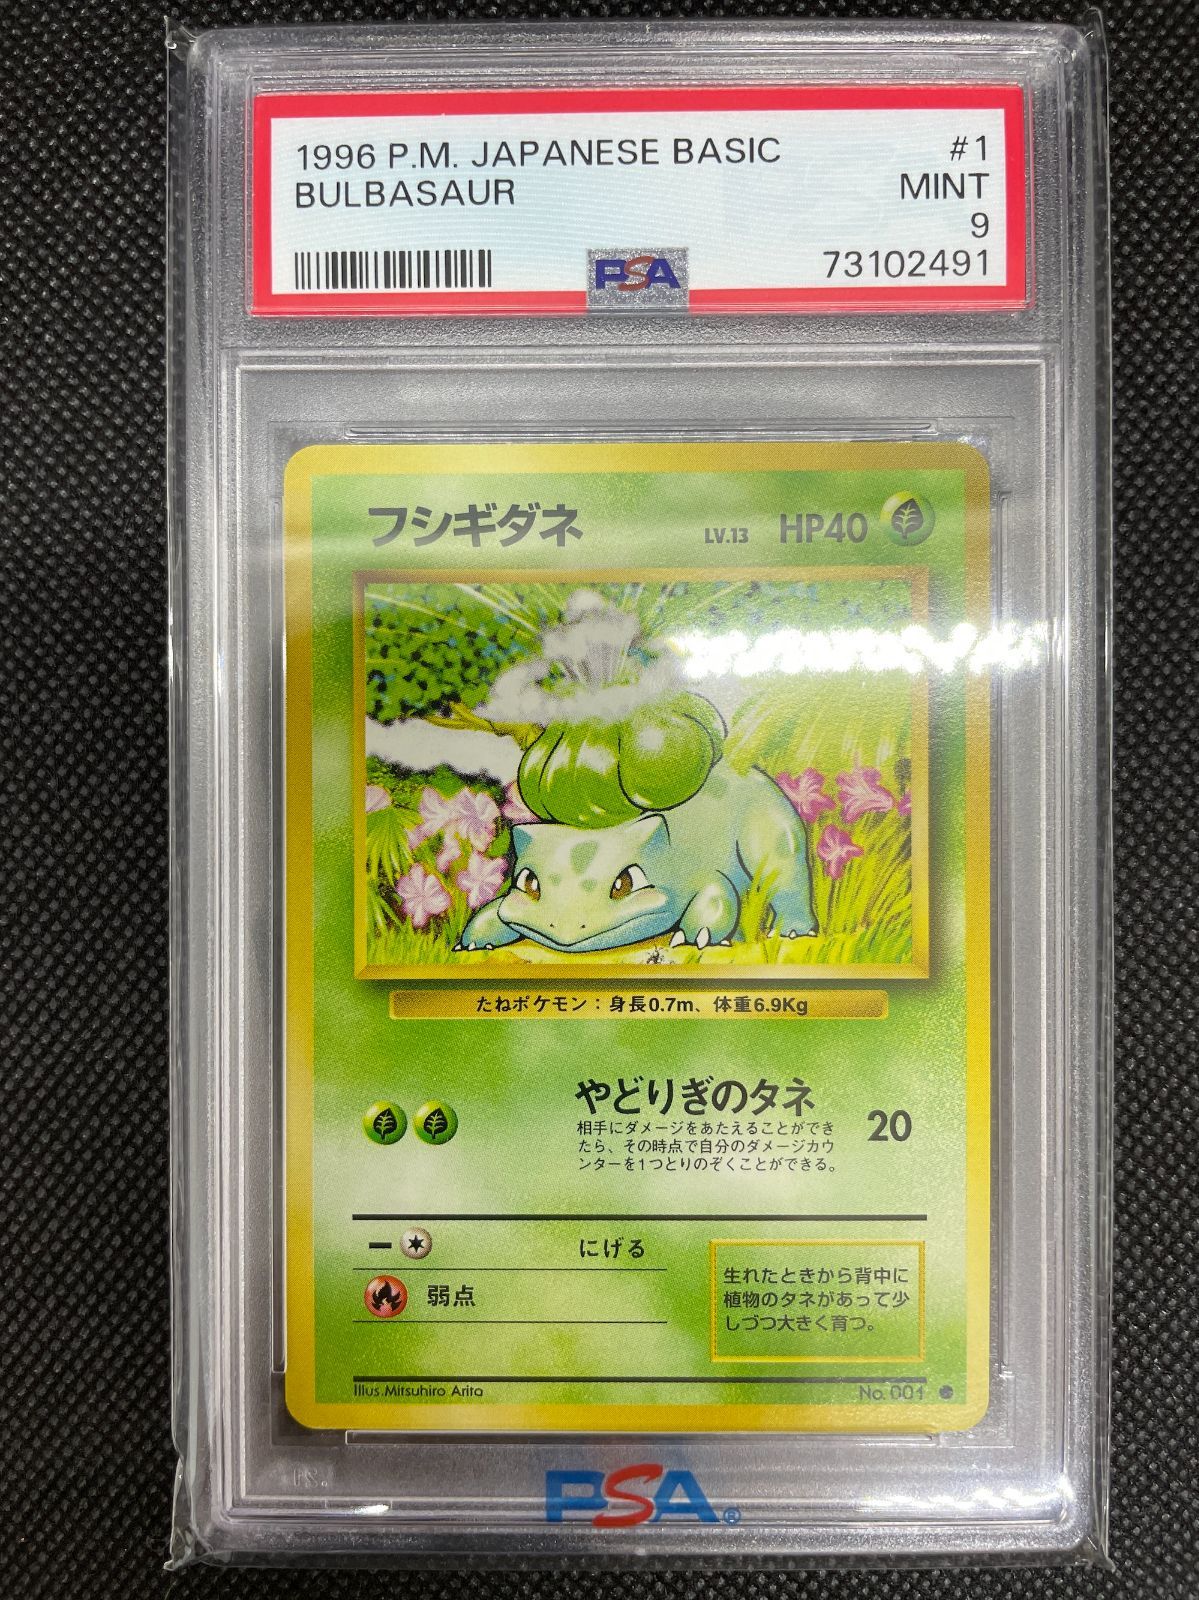 1996 P.M. JAPANESE BASIC #1
BULBASAUR MINT
9
PSA 73102491
フシギダネ LV.13 HP40
たねポケモン：身長0.7m、体重6.9Kg
やどりぎのタネ 20
相手にダメージをあたえることができ
たら、その時点で自分のダメージカウ
ンターを1つとりのぞくことができる。
にげる
弱点
生れたときから背中に
植物のタネがあって少
しづつ大きく育つ。
Illus.Mitsuhiro Arita No. 001
PSA®